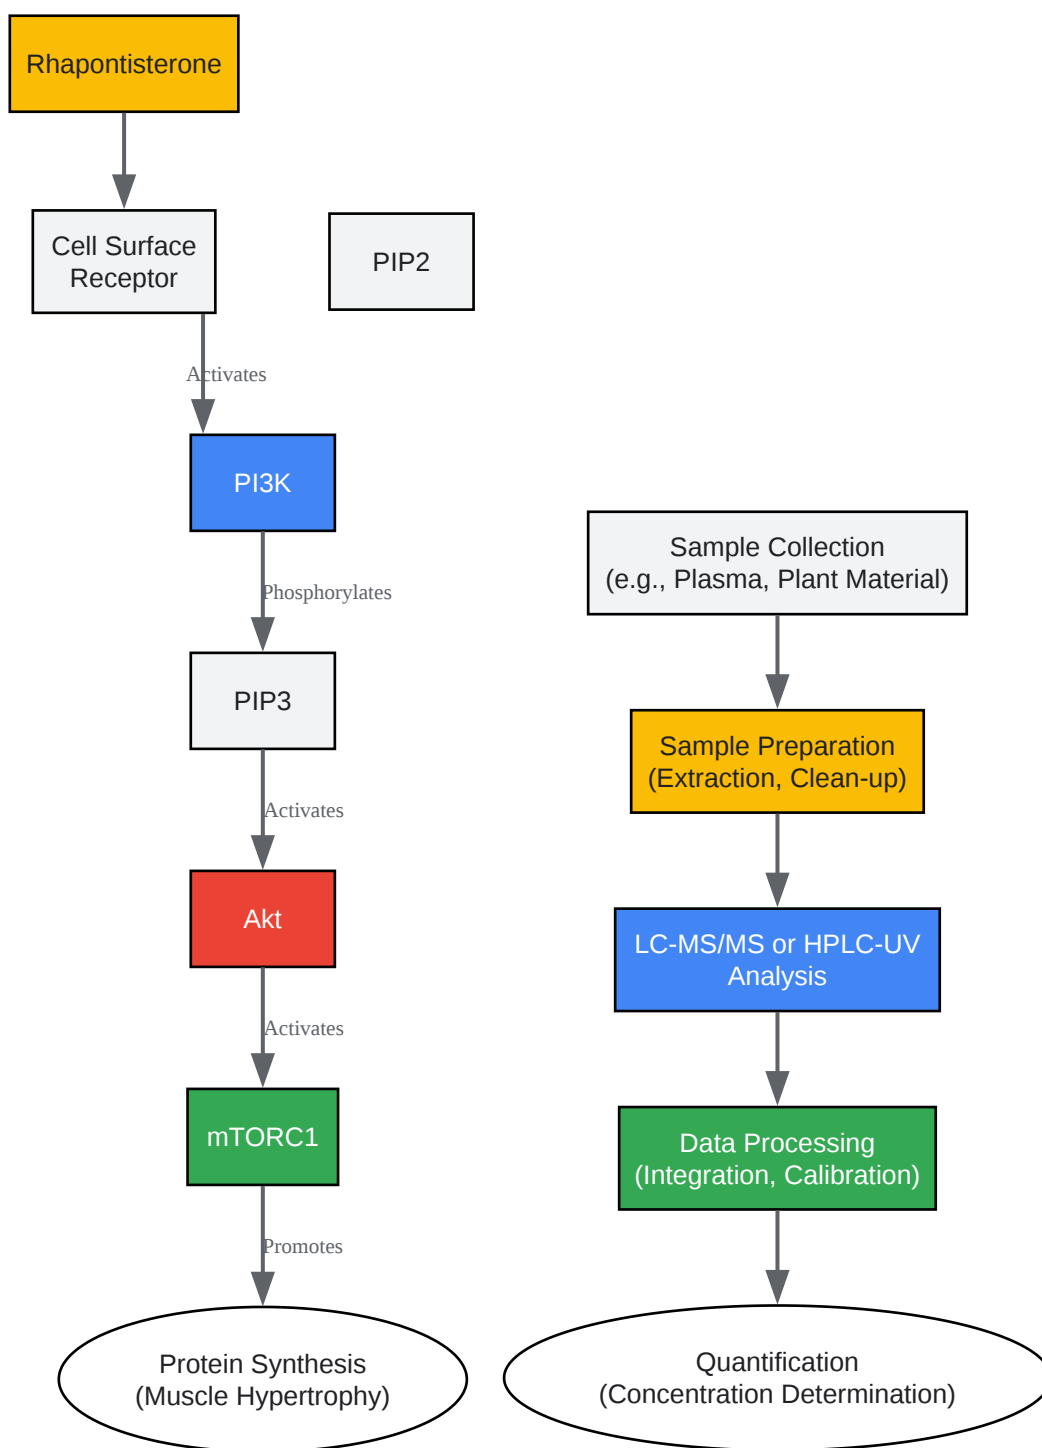 Rhapontisterone
Cell Surface
Receptor
PIP2
Activates
PI3K
Phosphorylates
PIP3
Activates
Akt
Activates
mTORC1
Promotes
Protein Synthesis
(Muscle Hypertrophy)
Sample Collection
(e.g., Plasma, Plant Material)
Sample Preparation
(Extraction, Clean-up)
LC-MS/MS or HPLC-UV
Analysis
Data Processing
(Integration, Calibration)
Quantification
(Concentration Determination)